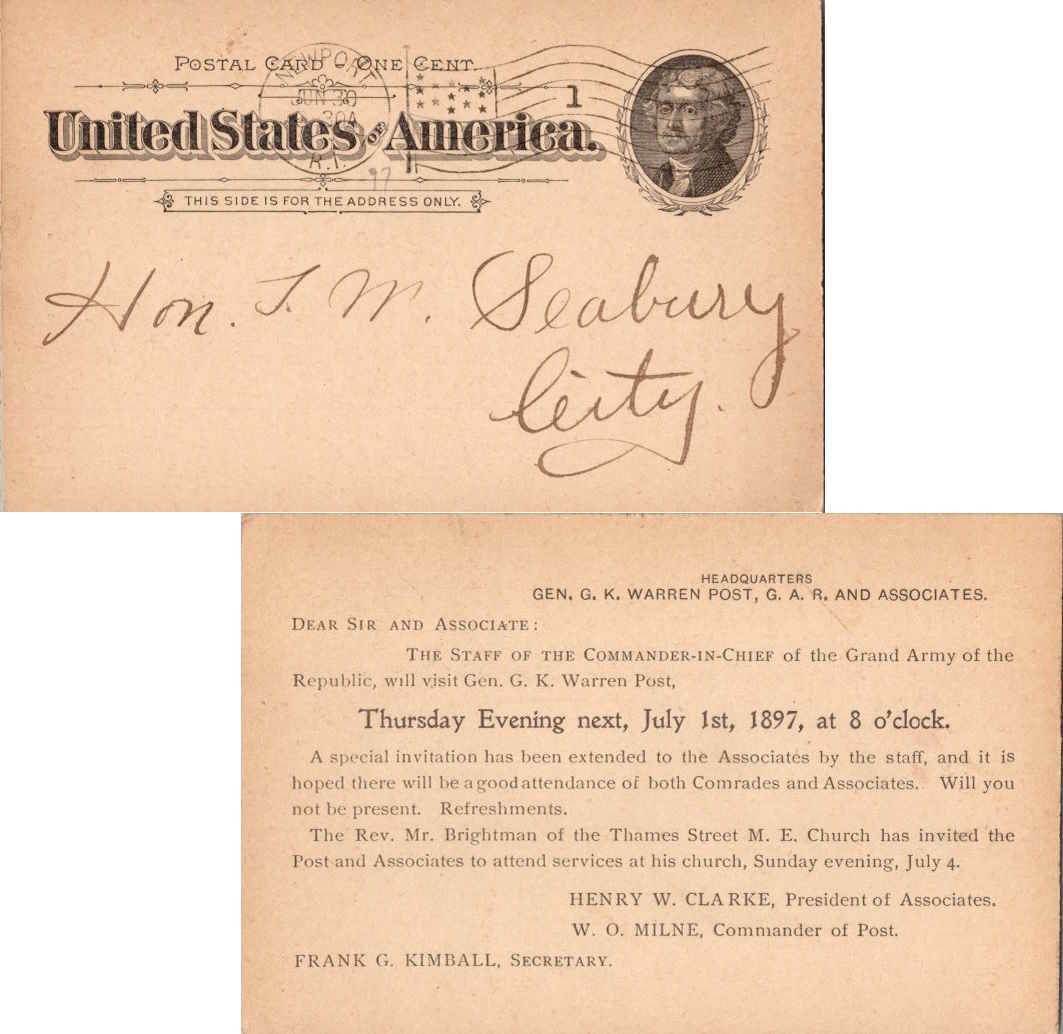 POSTAL CARD - ONE CENT.
NEWPORT
JUN 30
30A
R.I.
1
United States of America.
97
THIS SIDE IS FOR THE ADDRESS ONLY.
Hon. T. M. Seabury
City.
HEADQUARTERS
GEN. G. K. WARREN POST, G. A. R. AND ASSOCIATES.
DEAR SIR AND ASSOCIATE:
THE STAFF OF THE COMMANDER-IN-CHIEF of the Grand Army of the
Republic, will visit Gen. G. K. Warren Post,
Thursday Evening next, July 1st, 1897, at 8 o'clock.
A special invitation has been extended to the Associates by the staff, and it is
hoped there will be a good attendance of both Comrades and Associates. Will you
not be present. Refreshments.
The Rev. Mr. Brightman of the Thames Street M. E. Church has invited the
Post and Associates to attend services at his church, Sunday evening, July 4.
HENRY W. CLARKE, President of Associates.
W. O. MILNE, Commander of Post.
FRANK G. KIMBALL, SECRETARY.